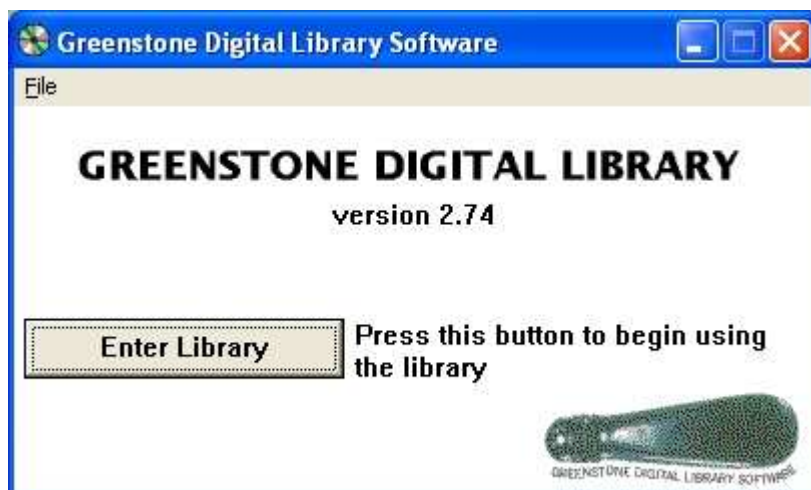 Greenstone Digital Library Software
File
GREENSTONE DIGITAL LIBRARY
version 2.74
Enter Library
Press this button to begin using
the library
GREENSTONE DIGITAL LIBRARY SOFTWARE